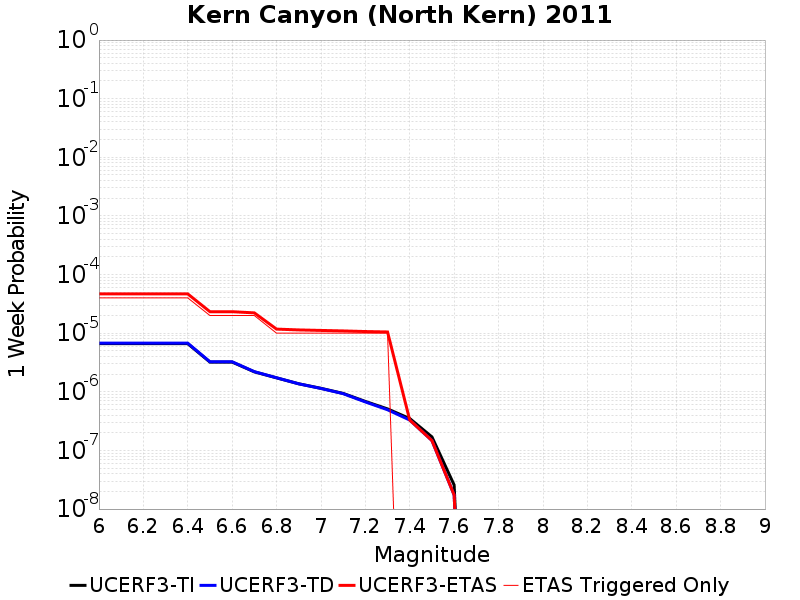 Kern Canyon (North Kern) 2011
1 Week Probability
10^0
10^-1
10^-2
10^-3
10^-4
10^-5
10^-6
10^-7
10^-8
6 6.2 6.4 6.6 6.8 7 7.2 7.4 7.6 7.8 8 8.2 8.4 8.6 8.8 9
Magnitude
UCERF3-TI UCERF3-TD UCERF3-ETAS ETAS Triggered Only